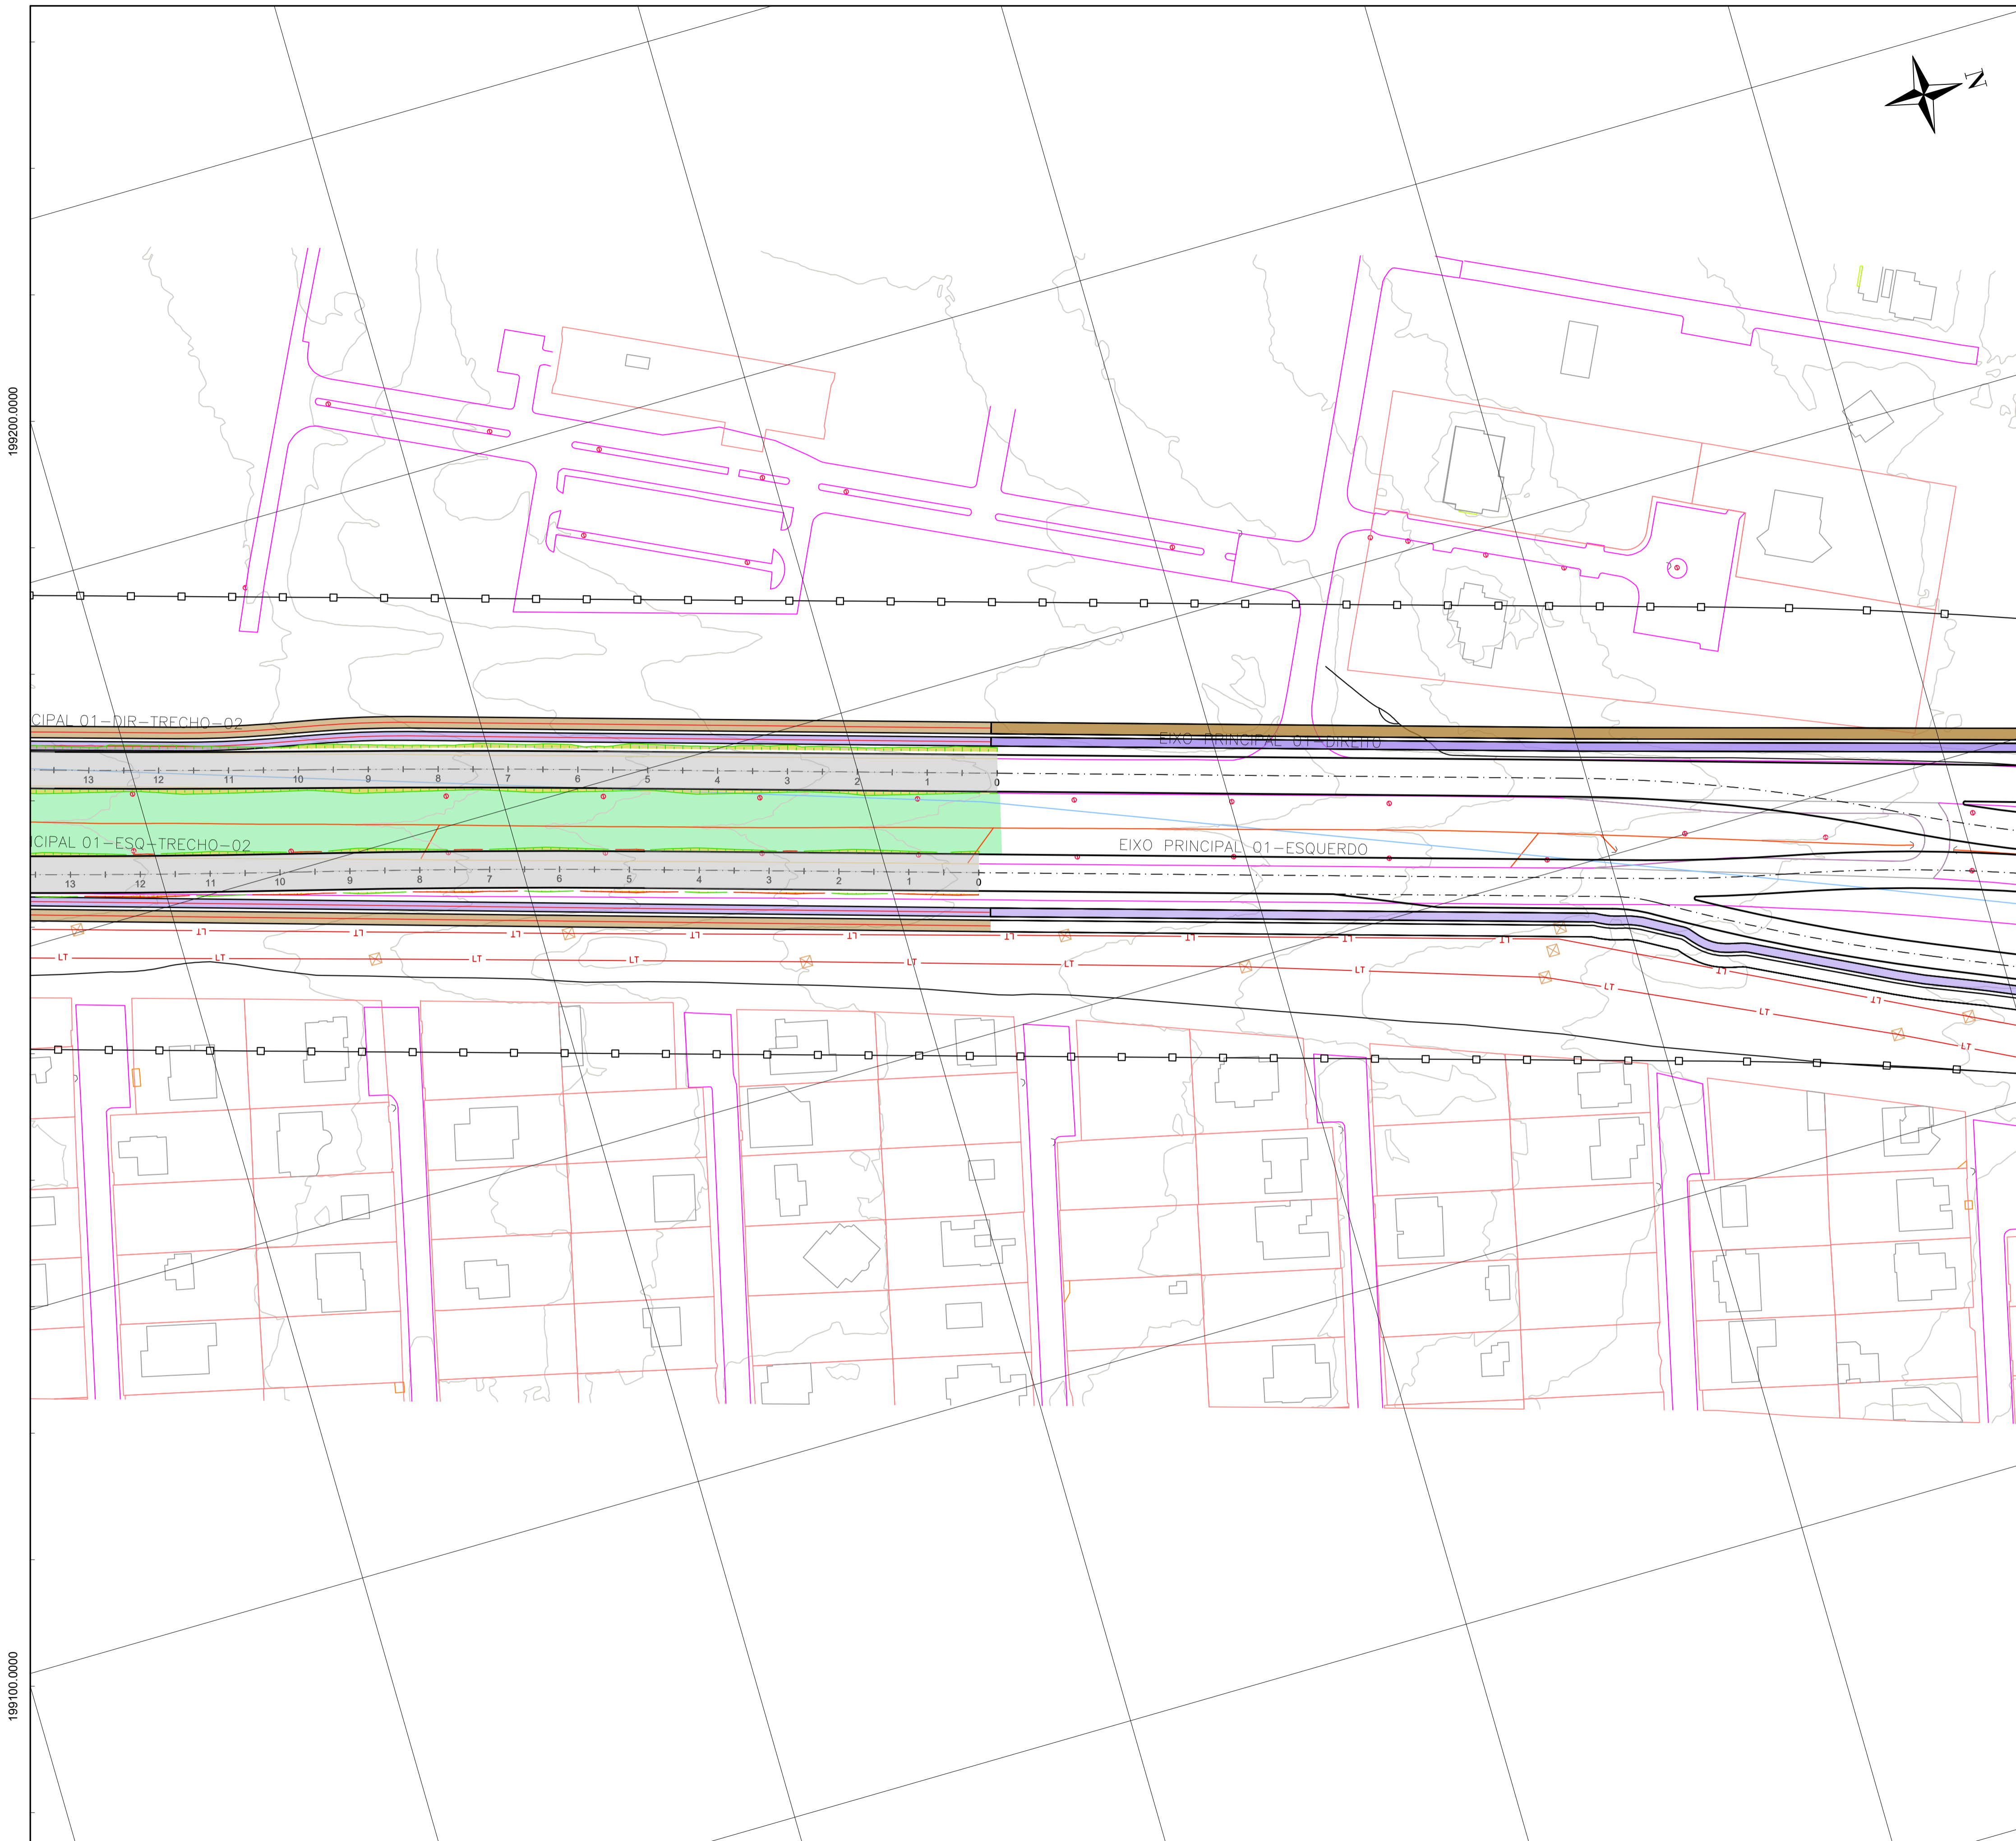 N
199200.0000
CIPAL 01-DIR-TRECHO-02
EIXO PRINCIPAL 01-DIREITO
13 12 11 10 9 8 7 6 5 4 3 2 1 0
ICIPAL 01-ESQ-TRECHO-02
EIXO PRINCIPAL 01-ESQUERDO
13 12 11 10 9 8 7 6 5 4 3 2 1 0
LT LT LT LT LT LT LT LT LT LT LT
LT LT LT LT LT LT LT LT LT LT
199100.0000